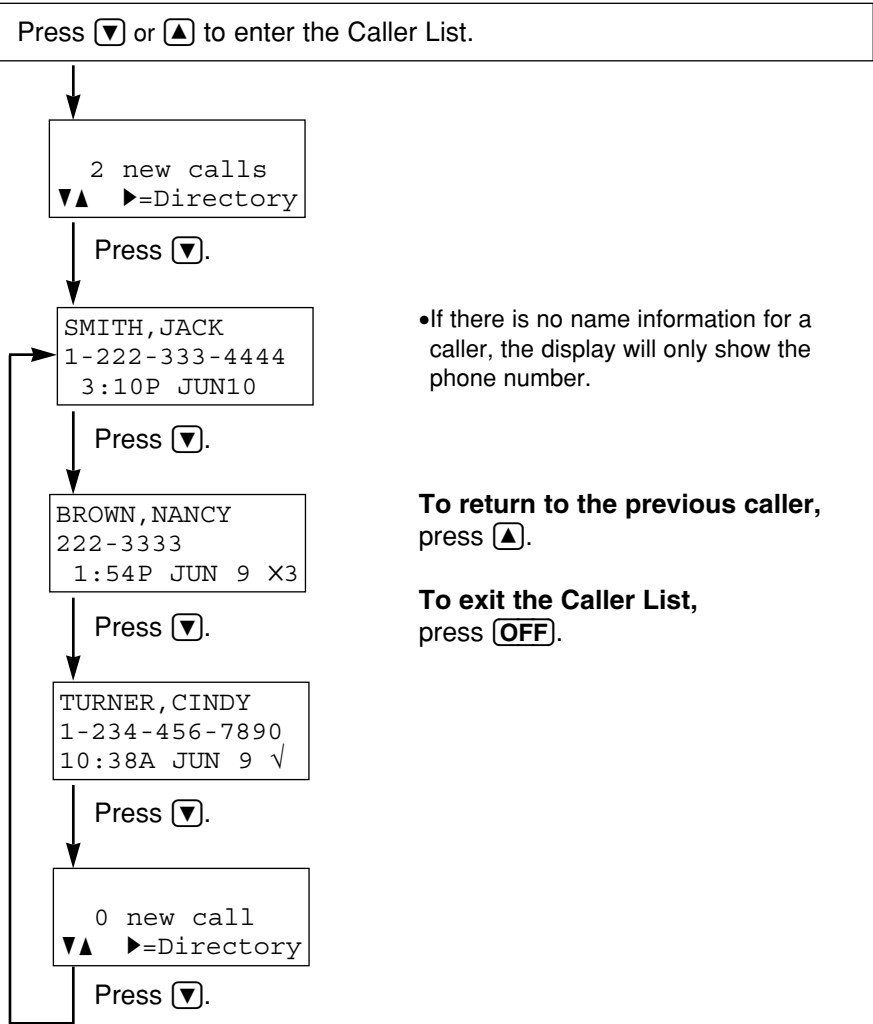 Press ▼ or ▲ to enter the Caller List.
2 new calls
▼▲ ►=Directory
Press ▼.
SMITH,JACK
1-222-333-4444
3:10P JUN10
•If there is no name information for a
caller, the display will only show the
phone number.
Press ▼.
BROWN,NANCY
222-3333
1:54P JUN 9 ×3
To return to the previous caller,
press ▲.
To exit the Caller List,
press OFF.
Press ▼.
TURNER,CINDY
1-234-456-7890
10:38A JUN 9 √
Press ▼.
0 new call
▼▲ ►=Directory
Press ▼.